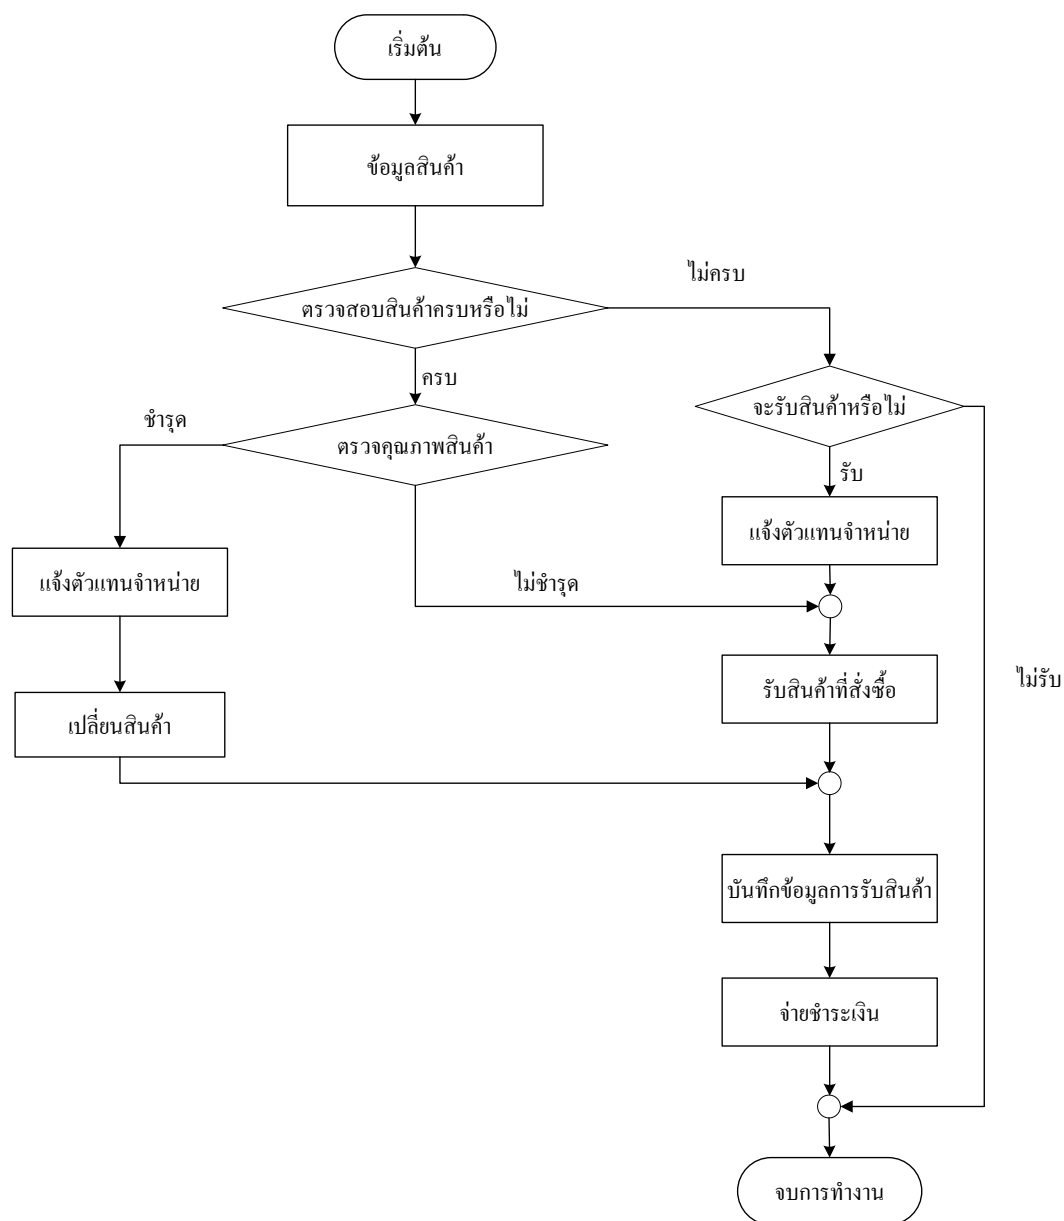 เริ่มต้น
ข้อมูลสินค้า
ไม่ครบ
ตรวจสอบสินค้าครบหรือไม่
ครบ
จะรับสินค้าหรือไม่
ชำรุด
ตรวจคุณภาพสินค้า
รับ
แจ้งตัวแทนจำหน่าย
แจ้งตัวแทนจำหน่าย
ไม่ชำรุด
ไม่รับ
รับสินค้าที่สั่งซื้อ
เปลี่ยนสินค้า
บันทึกข้อมูลการรับสินค้า
จ่ายชำระเงิน
จบการทำงาน